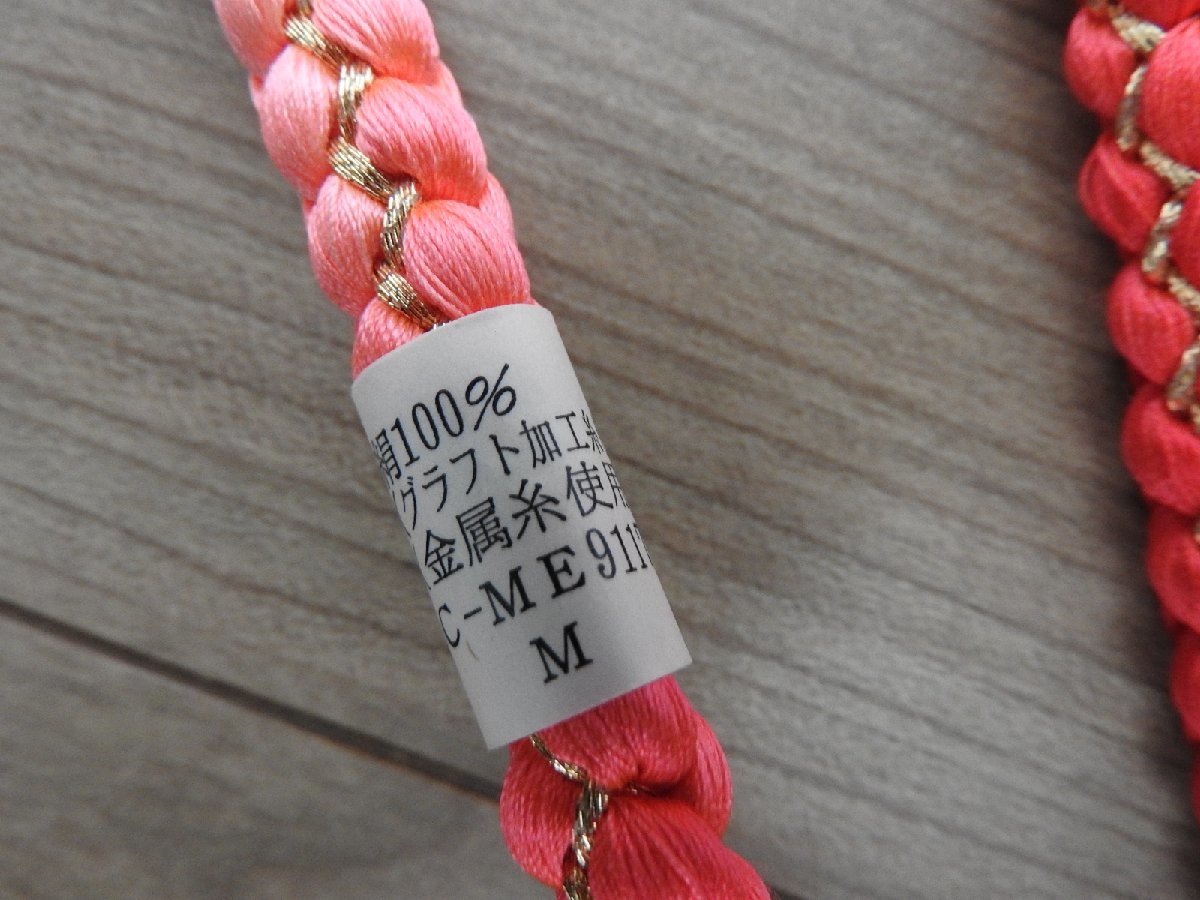 絹100%
グラフト加工糸
金属糸使用
C-ME911
M